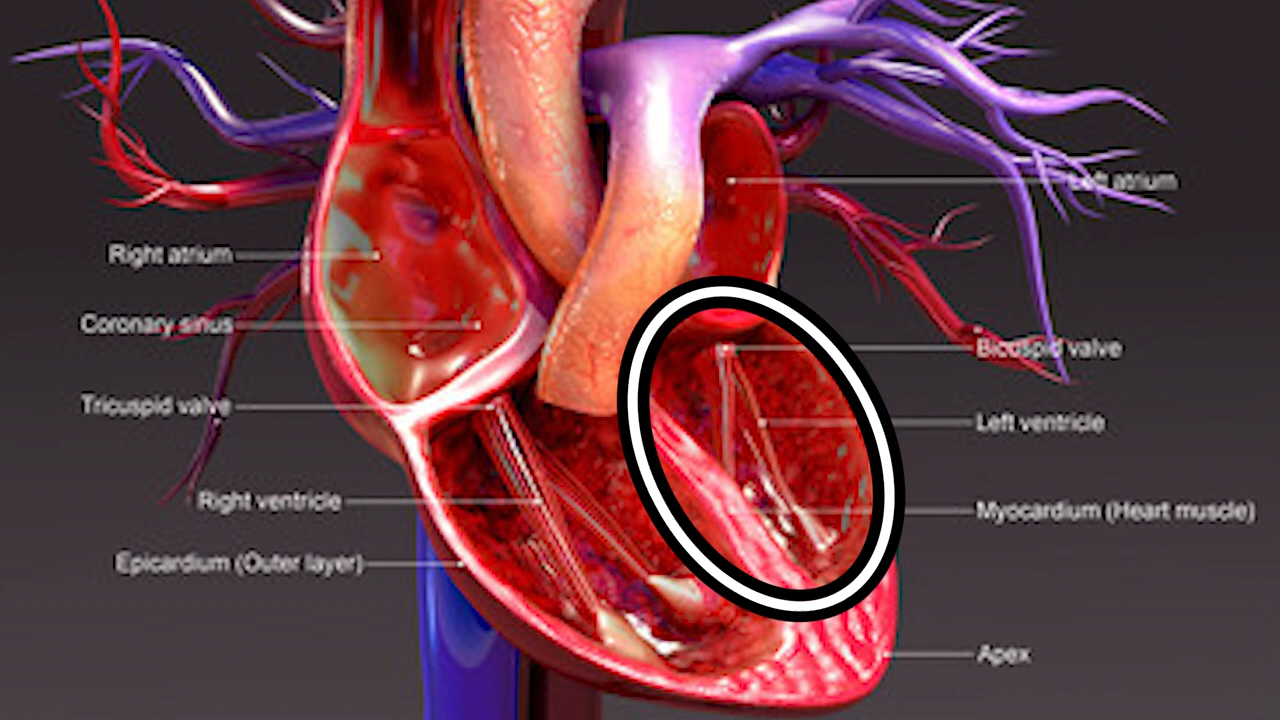 Left atrium
Right atrium
Coronary sinus
Bicuspid valve
Tricuspid valve
Left ventricle
Right ventricle
Myocardium (Heart muscle)
Epicardium (Outer layer)
Apex